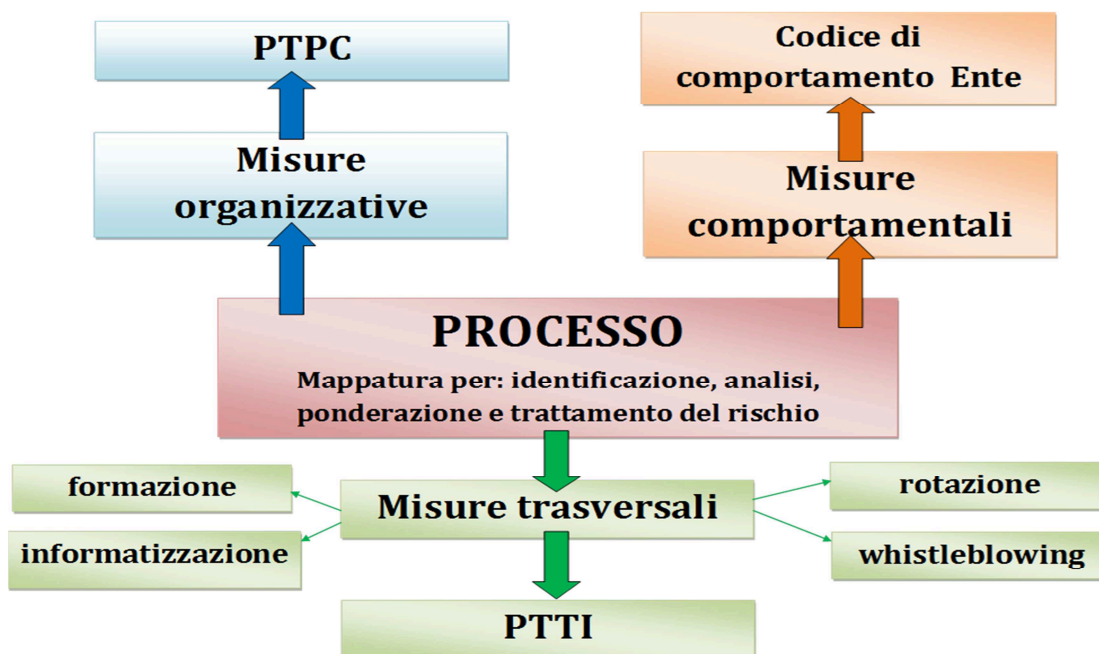 PTPC
Codice di
comportamento Ente
Misure
organizzative
Misure
comportamentali
PROCESSO
Mappatura per: identificazione, analisi,
ponderazione e trattamento del rischio
formazione
Misure trasversali
rotazione
informatizzazione
whistleblowing
PTTI